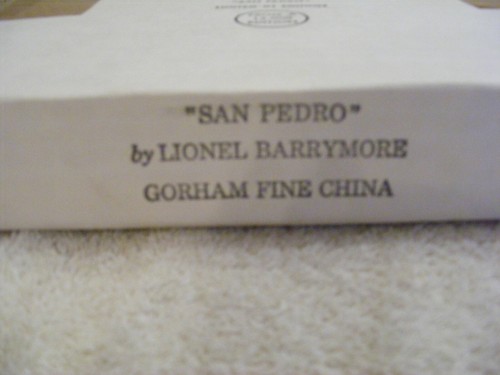 "SAN PEDRO"
by LIONEL BARRYMORE
GORHAM FINE CHINA